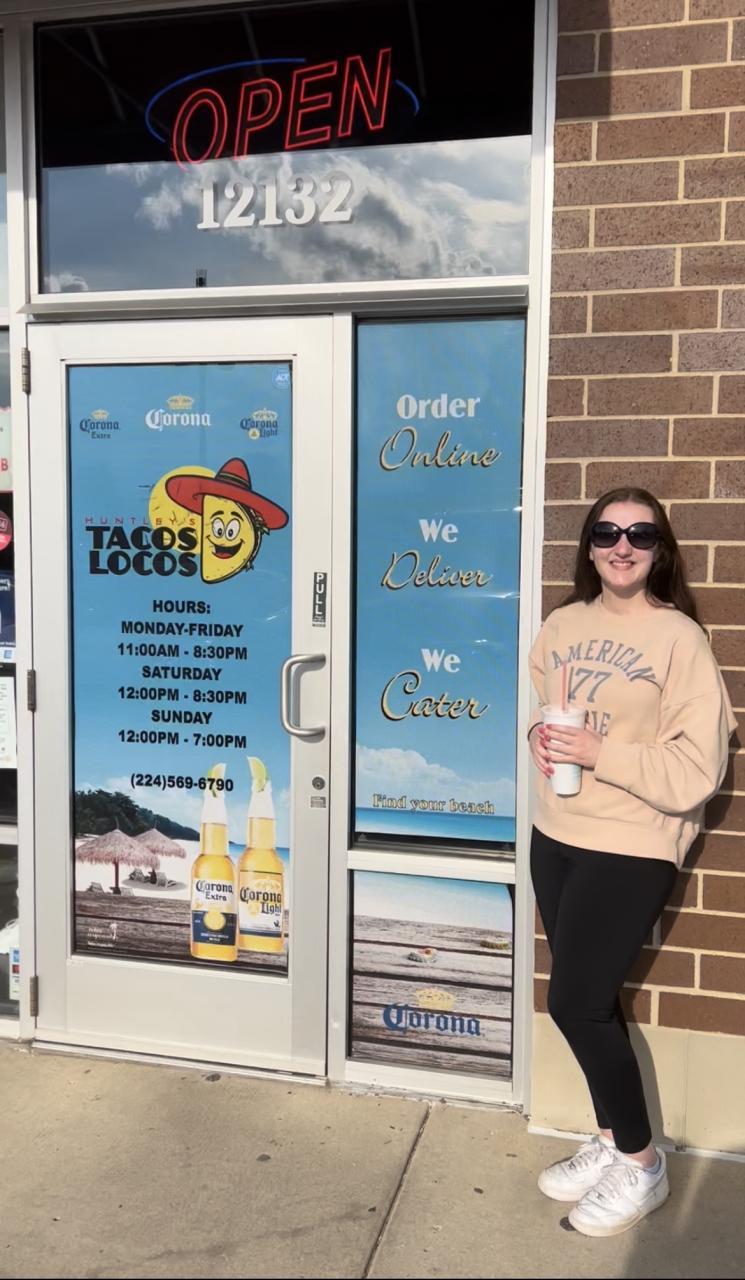 OPEN
12132
Corona
Extra
Corona
Corona
Light
ADT
HUNTLEY'S
TACOS
LOCOS
HOURS:
MONDAY-FRIDAY
11:00AM - 8:30PM
SATURDAY
12:00PM - 8:30PM
SUNDAY
12:00PM - 7:00PM
(224)569-6790
Corona
Extra
Corona
Light
PULL
Order
Online
We
Deliver
We
Cater
Find your beach
Corona
AMERICAN
77